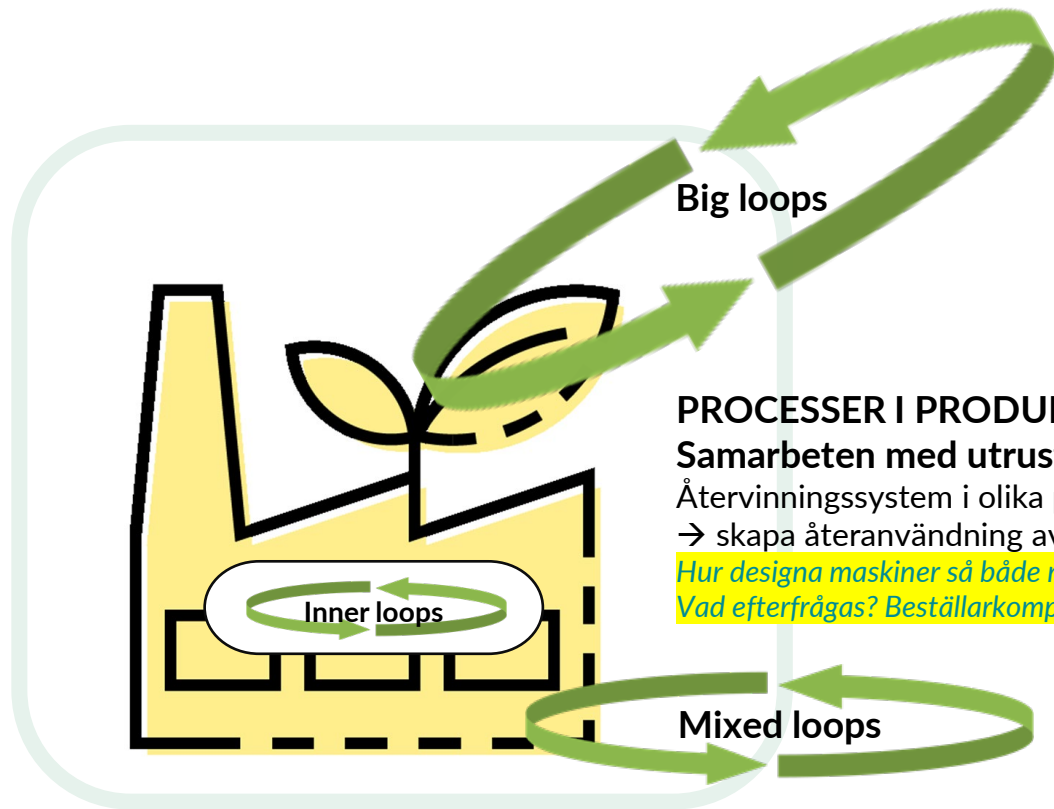 Big loops
PROCESSER I PRODU
Samarbeten med utrus
Återvinningssystem i olika
→ skapa återanvändning av
Hur designa maskiner så både
Vad efterfrågas? Beställarkomp
Inner loops
Mixed loops